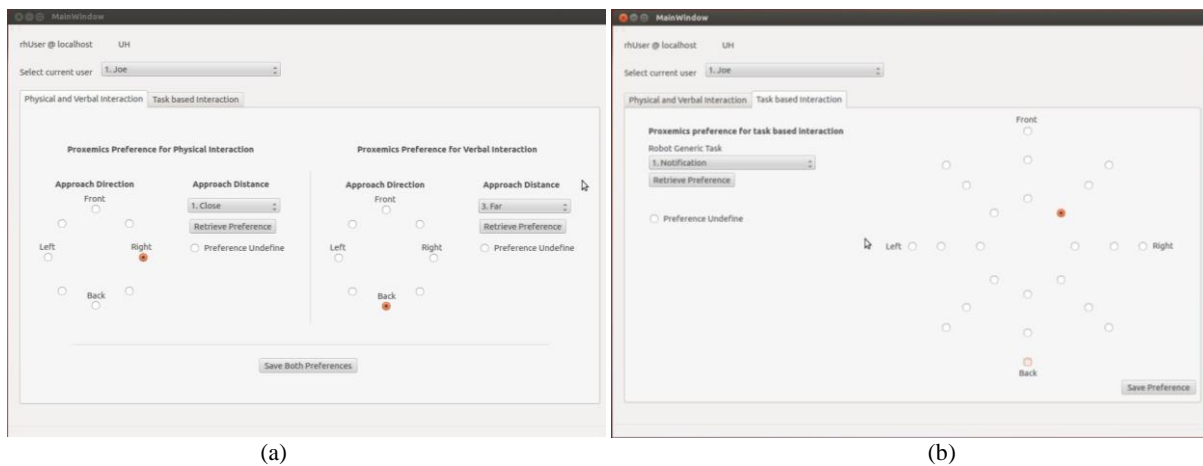 MainWindow
rhUser @ localhost UH
Select current user 1. Joe
Physical and Verbal Interaction Task based Interaction
Proxemics Preference for Physical Interaction
Approach Direction Approach Distance
Front
1. Close
Retrieve Preference
Left Right
Preference Undefine
Back
Proxemics Preference for Verbal Interaction
Approach Direction Approach Distance
Front
3. Far
Retrieve Preference
Left Right
Preference Undefine
Back
Save Both Preferences
(a)
MainWindow
rhUser @ localhost UH
Select current user 1. Joe
Physical and Verbal Interaction Task based Interaction
Proxemics preference for task based interaction
Robot Generic Task
1. Notification
Retrieve Preference
Preference Undefine
Front
Left Right
Back
Save Preference
(b)